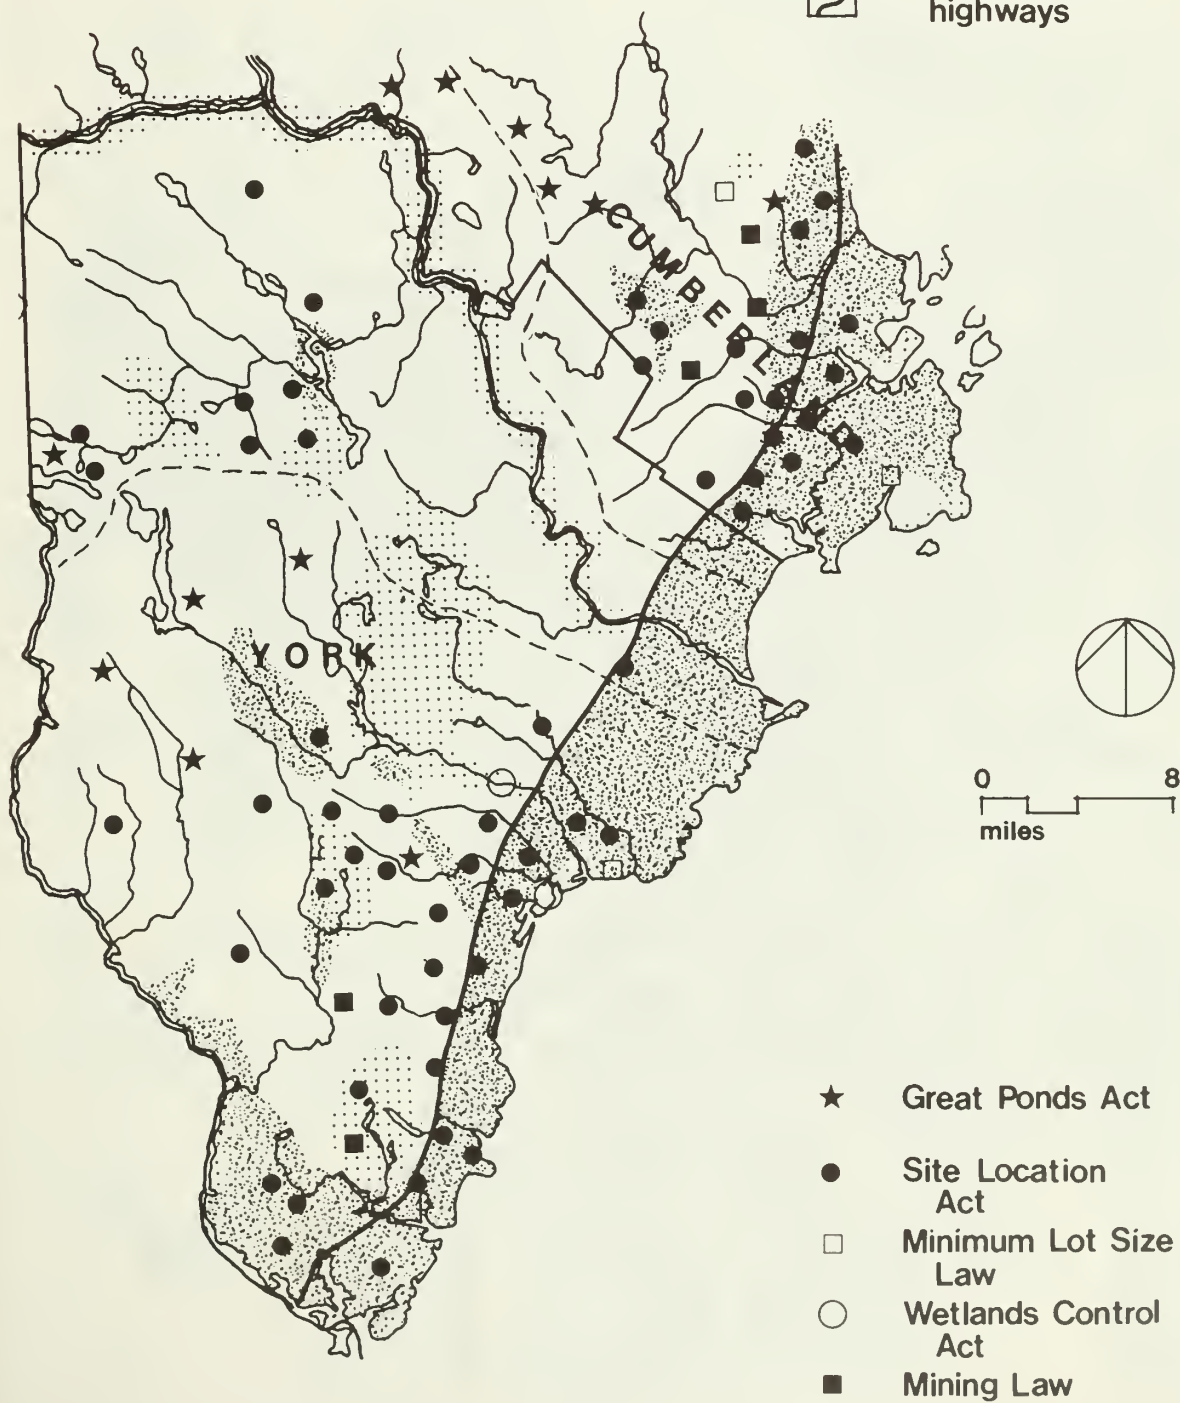 highways
CUMBERLAND
YORK
0 8
miles
Great Ponds Act
Site Location
Act
Minimum Lot Size
Law
Wetlands Control
Act
Mining Law